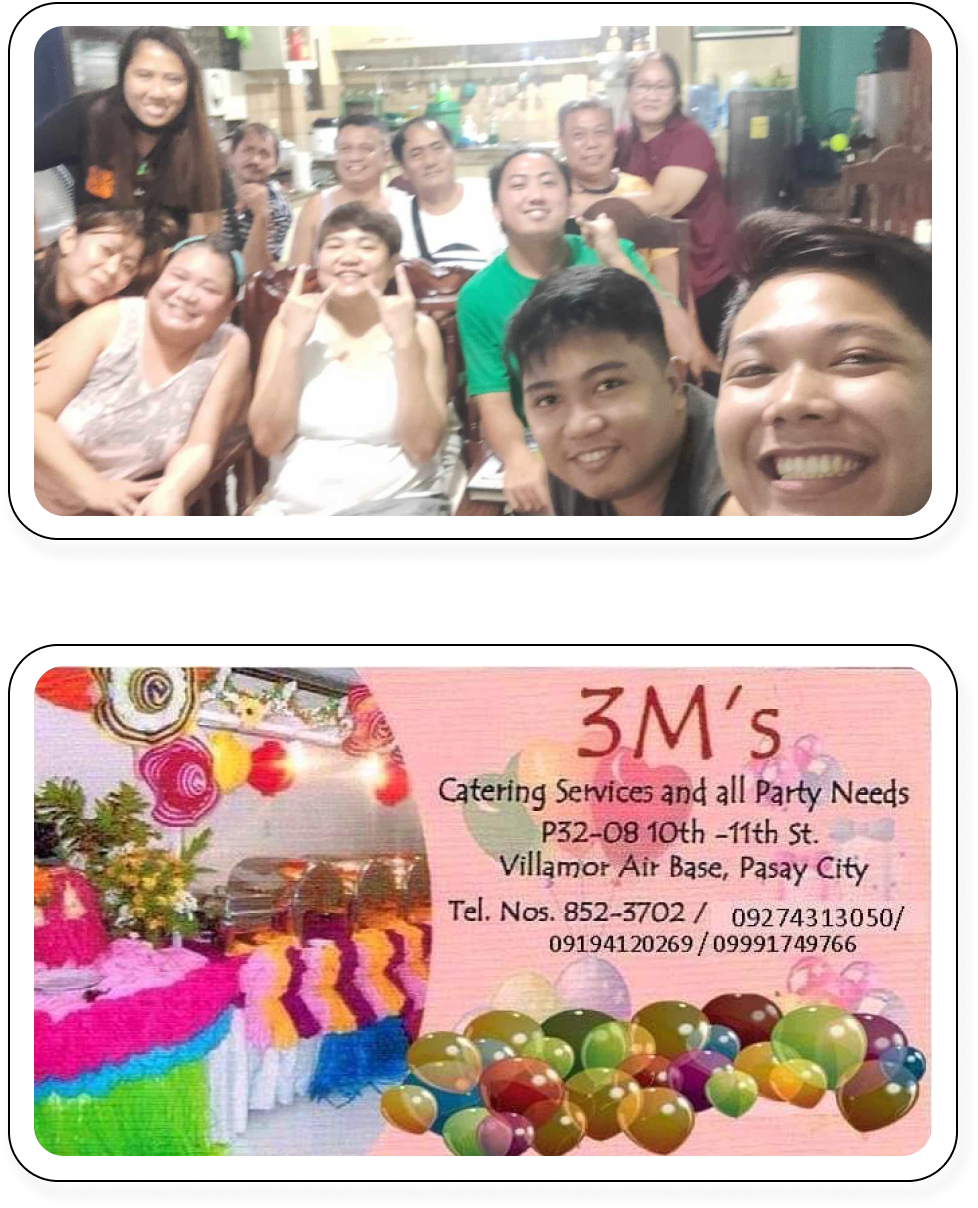 3M's
Catering Services and all Party Needs
P32-08 10th -11th St.
Villamor Air Base, Pasay City
Tel. Nos. 852-3702 / 09274313050/
09194120269 / 09991749766